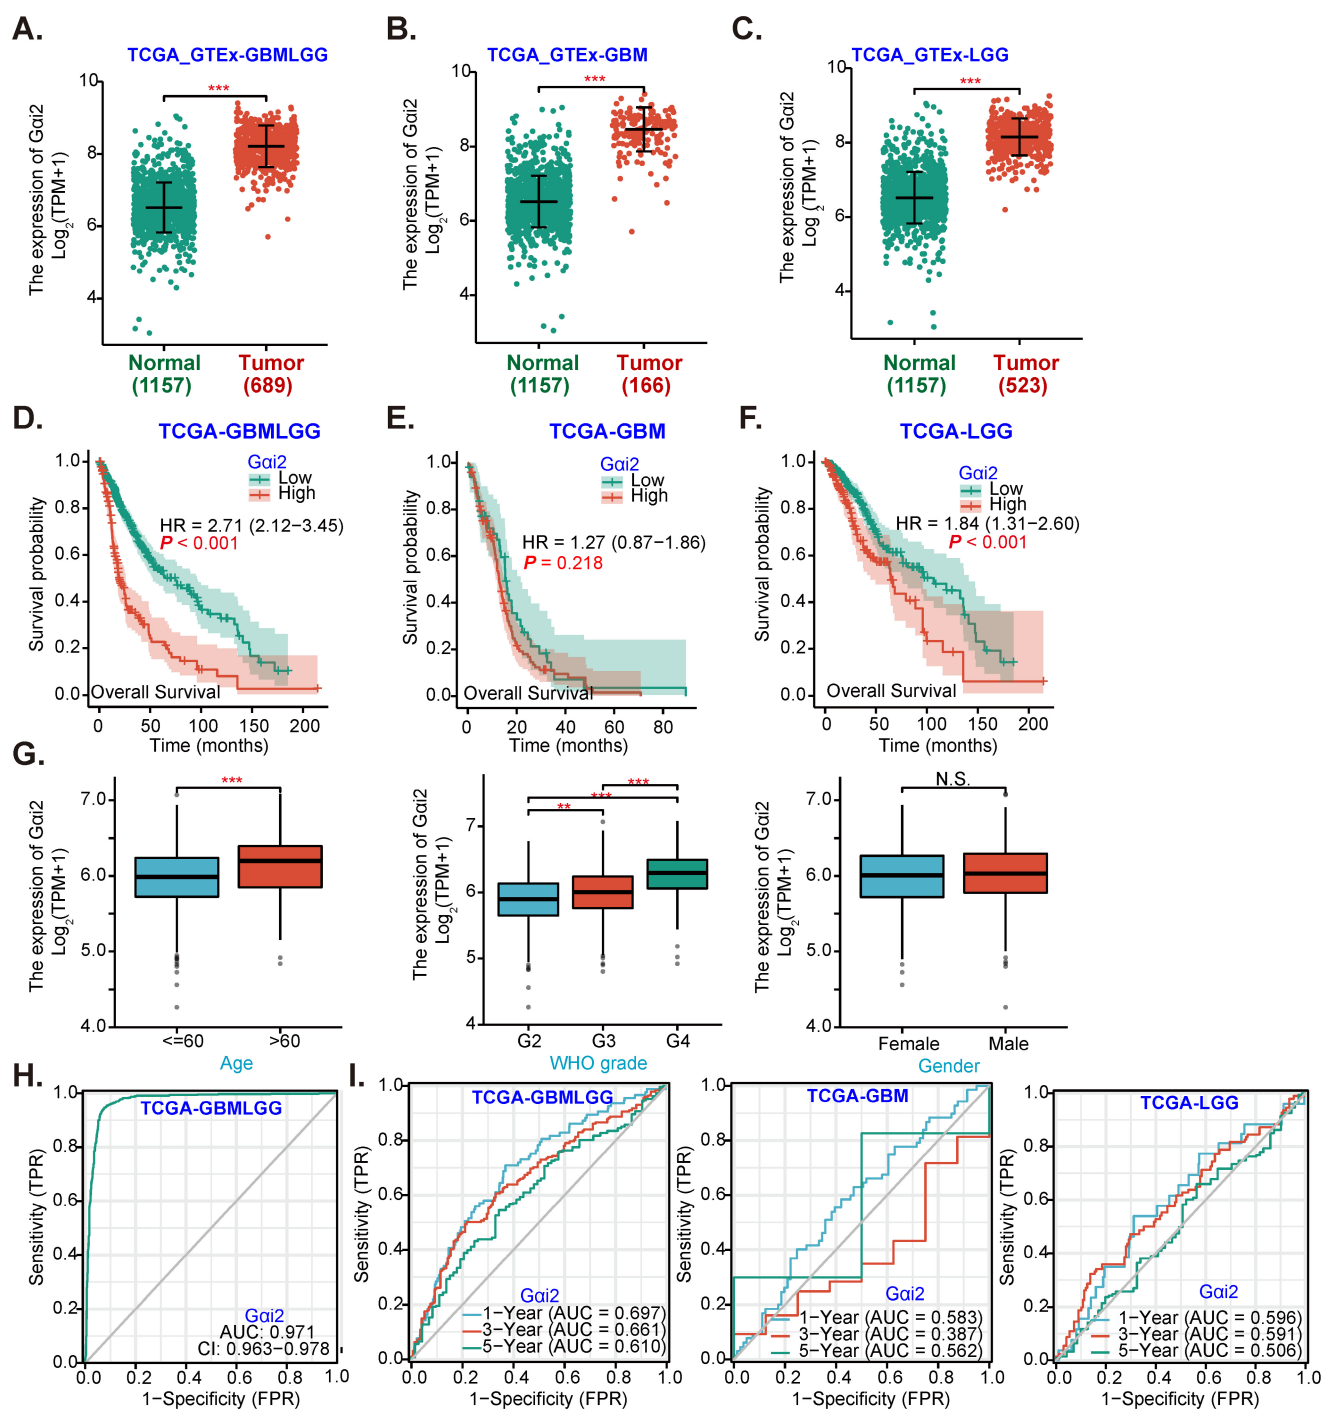 A.
TCGA_GTEx-GBMLGG
The expression of Gαi2
Log2(TPM+1)
10
8
6
4
***
Normal
(1157)
Tumor
(689)
B.
TCGA_GTEx-GBM
The expression of Gαi2
Log2(TPM+1)
10
8
6
4
***
Normal
(1157)
Tumor
(166)
C.
TCGA_GTEx-LGG
The expression of Gαi2
Log2(TPM+1)
10
8
6
4
***
Normal
(1157)
Tumor
(523)
D.
TCGA-GBMLGG
Gαi2
Low
High
HR = 2.71 (2.12−3.45)
P < 0.001
Survival probability
1.0
0.8
0.6
0.4
0.2
0.0
Overall Survival
0 50 100 150 200
Time (months)
E.
TCGA-GBM
Gαi2
Low
High
HR = 1.27 (0.87−1.86)
P = 0.218
Survival probability
1.0
0.8
0.6
0.4
0.2
0.0
Overall Survival
0 20 40 60 80
Time (months)
F.
TCGA-LGG
Gαi2
Low
High
HR = 1.84 (1.31−2.60)
P < 0.001
Survival probability
1.0
0.8
0.6
0.4
0.2
0.0
Overall Survival
0 50 100 150 200
Time (months)
G.
The expression of Gαi2
Log2(TPM+1)
7.0
6.0
5.0
4.0
***
<=60 >60
Age
The expression of Gαi2
Log2(TPM+1)
7
6
5
4
***
***
**
G2 G3 G4
WHO grade
The expression of Gαi2
Log2(TPM+1)
7.0
6.0
5.0
4.0
N.S.
Female Male
Gender
H.
TCGA-GBMLGG
Sensitivity (TPR)
1.0
0.8
0.6
0.4
0.2
0.0
Gαi2
AUC: 0.971
CI: 0.963−0.978
0.0 0.2 0.4 0.6 0.8 1.0
1−Specificity (FPR)
I.
TCGA-GBMLGG
Sensitivity (TPR)
1.0
0.8
0.6
0.4
0.2
0.0
Gαi2
1−Year (AUC = 0.697)
3−Year (AUC = 0.661)
5−Year (AUC = 0.610)
0.0 0.2 0.4 0.6 0.8 1.0
1−Specificity (FPR)
TCGA-GBM
Sensitivity (TPR)
1.0
0.8
0.6
0.4
0.2
0.0
Gαi2
1−Year (AUC = 0.583)
3−Year (AUC = 0.387)
5−Year (AUC = 0.562)
0.0 0.2 0.4 0.6 0.8 1.0
1−Specificity (FPR)
TCGA-LGG
Sensitivity (TPR)
1.0
0.8
0.6
0.4
0.2
0.0
Gαi2
1−Year (AUC = 0.596)
3−Year (AUC = 0.591)
5−Year (AUC = 0.506)
0.0 0.2 0.4 0.6 0.8 1.0
1−Specificity (FPR)